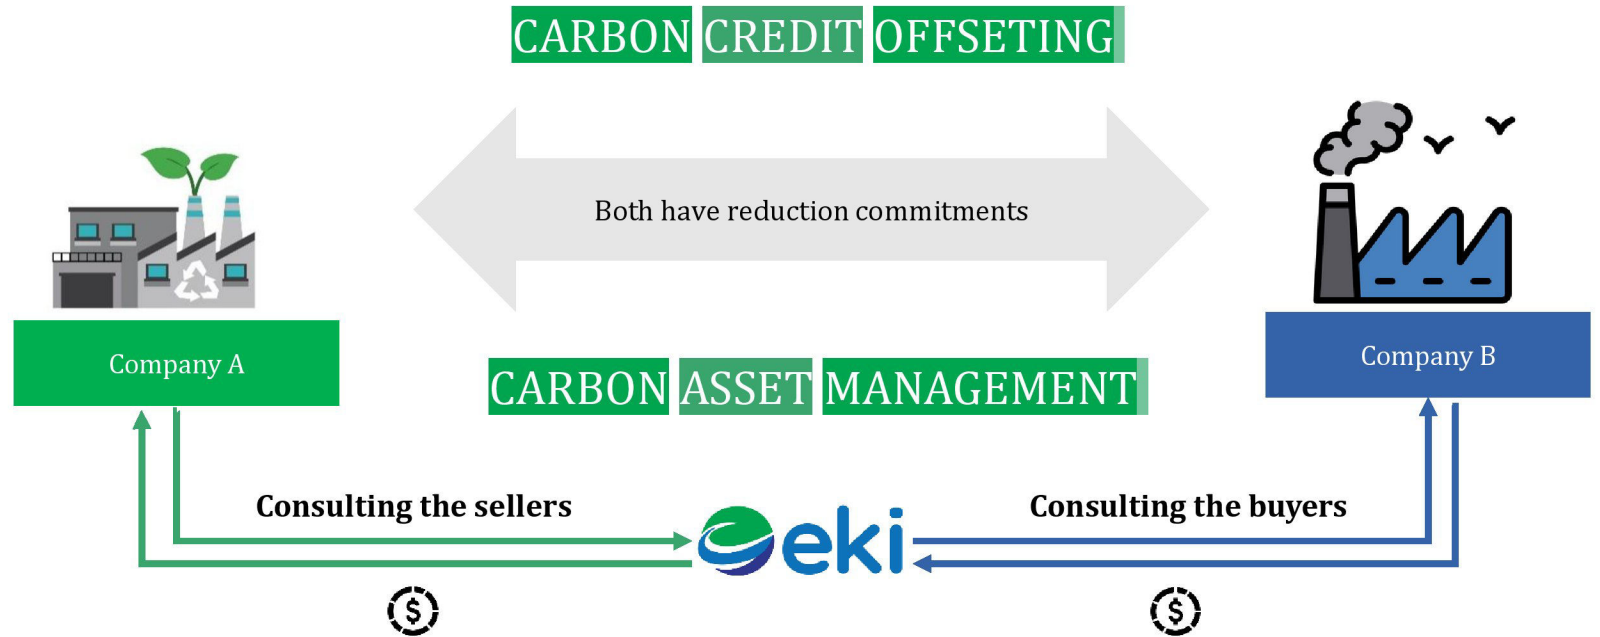 CARBON CREDIT OFFSETING
Both have reduction commitments
Company A
Company B
CARBON ASSET MANAGEMENT
Consulting the sellers
eki
Consulting the buyers
$
$